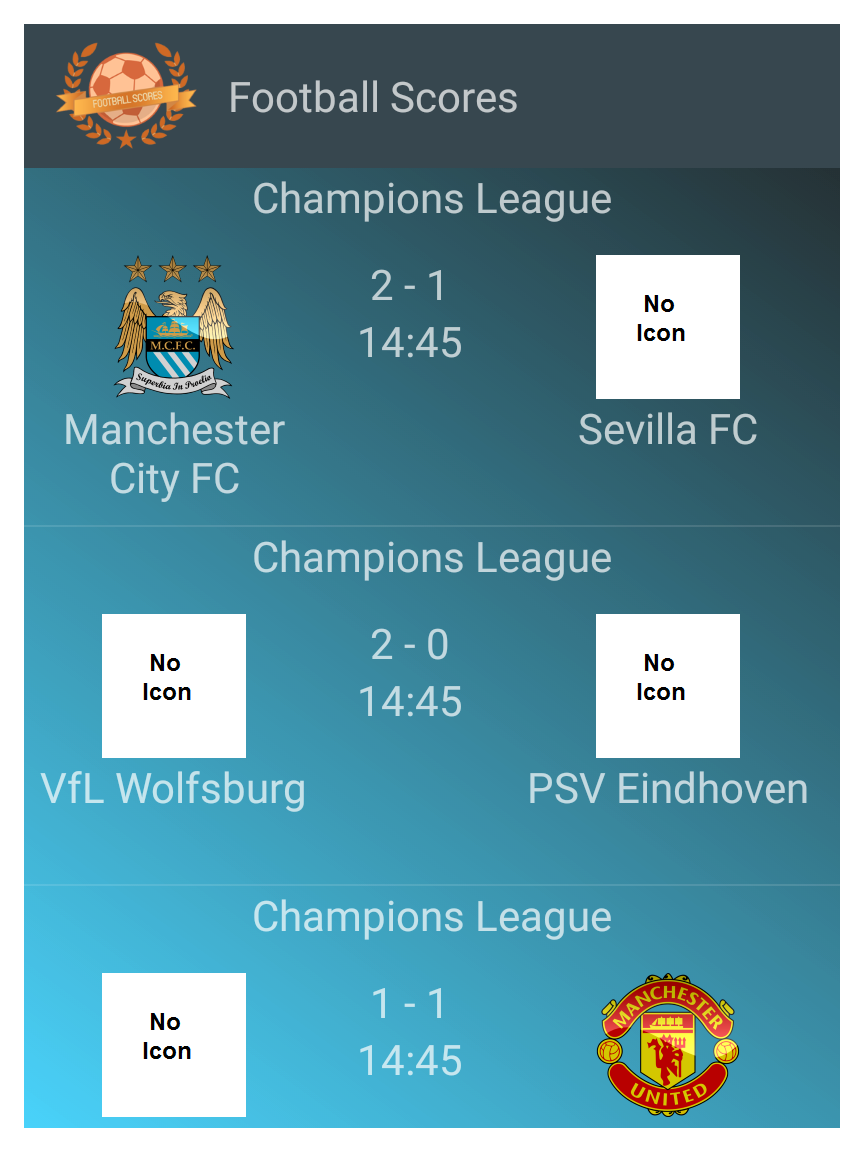 FOOTBALL SCORES
Football Scores
Champions League
2 - 1
14:45
M.C.F.C.
Superbia In Proelio
No
Icon
Manchester
City FC
Sevilla FC
Champions League
No
Icon
2 - 0
14:45
No
Icon
VfL Wolfsburg
PSV Eindhoven
Champions League
No
Icon
1 - 1
14:45
MANCHESTER
UNITED